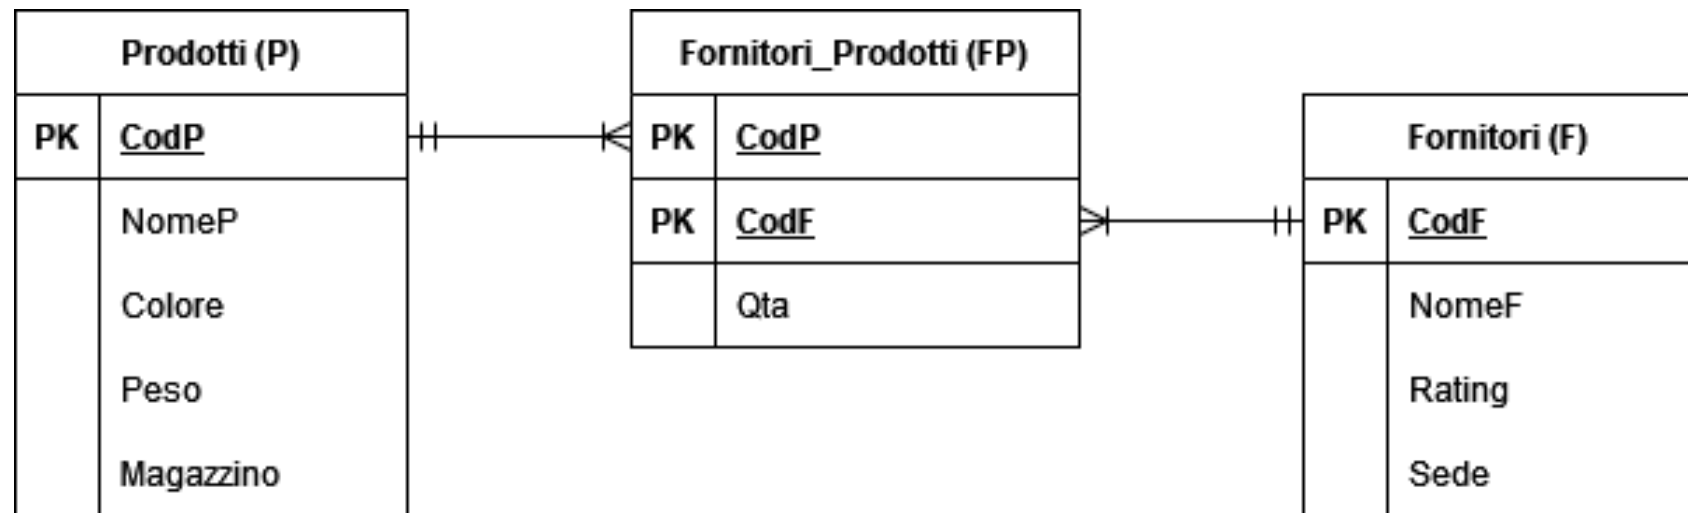 Prodotti (P)
PK CodP
NomeP
Colore
Peso
Magazzino
Fornitori_Prodotti (FP)
PK CodP
PK CodF
Qta
Fornitori (F)
PK CodF
NomeF
Rating
Sede